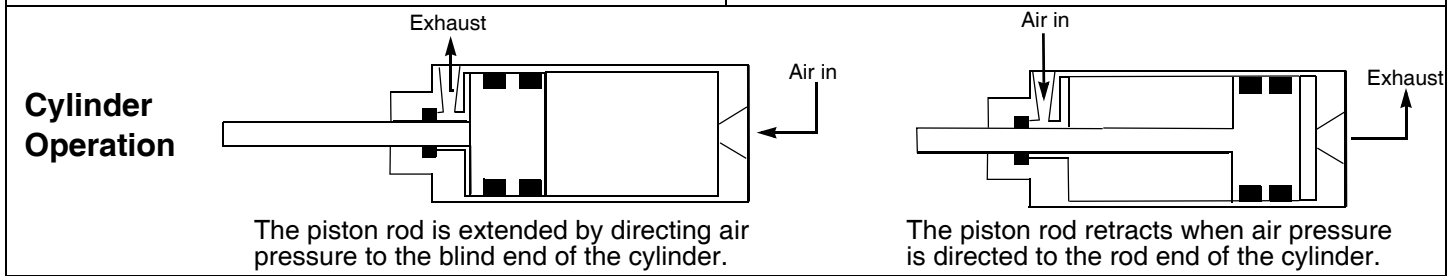 Cylinder
Operation
Exhaust
Air in
The piston rod is extended by directing air
pressure to the blind end of the cylinder.
Air in
Exhaust
The piston rod retracts when air pressure
is directed to the rod end of the cylinder.